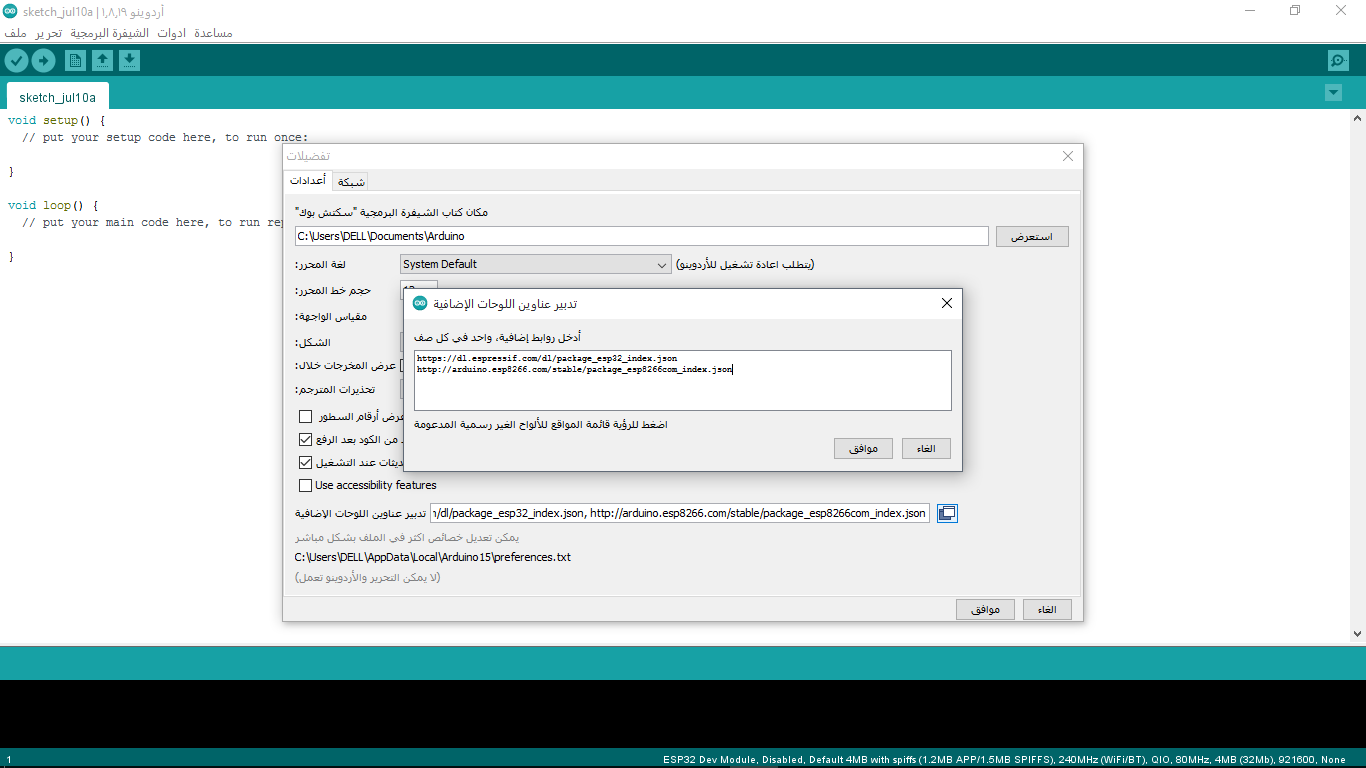 sketch_jul10a | أردوينو ١,٨,١٩
ملف تحرير الشيفرة البرمجية ادوات مساعدة
sketch_jul10a
void setup() {
// put your setup code here, to run once:
}
void loop() {
// put your main code here, to run
}
تفضيلات
أعدادات شبكة
مكان كتاب الشيفرة البرمجية "سكتش بوك"
C:\Users\DELL\Documents\Arduino
استعرض
لغة المحرر:
System Default
(يتطلب اعادة تشغيل للأردوينو)
حجم خط المحرر:
مقياس الواجهة:
الشكل:
عرض المخرجات خلال:
تحذيرات المترجم:
أرقام السطور
من الكود بعد الرفع
عند التشغيل
Use accessibility features
تدبير عناوين اللوحات الإضافية
/dl/package_esp32_index.json, http://arduino.esp8266.com/stable/package_esp8266com_index.json
يمكن تعديل خصائص اكثر في الملف بشكل مباشر
C:\Users\DELL\AppData\Local\Arduino15\preferences.txt
(لا يمكن التحرير والأردوينو تعمل)
موافق
الغاء
تدبير عناوين اللوحات الإضافية
أدخل روابط إضافية، واحد في كل صف
https://dl.espressif.com/dl/package_esp32_index.json
http://arduino.esp8266.com/stable/package_esp8266com_index.json
اضغط للرؤية قائمة المواقع للألواح الغير رسمية المدعومة
موافق
الغاء
1
ESP32 Dev Module, Disabled, Default 4MB with spiffs (1.2MB APP/1.5MB SPIFFS), 240MHz (WiFi/BT), QIO, 80MHz, 4MB (32Mb), 921600, None